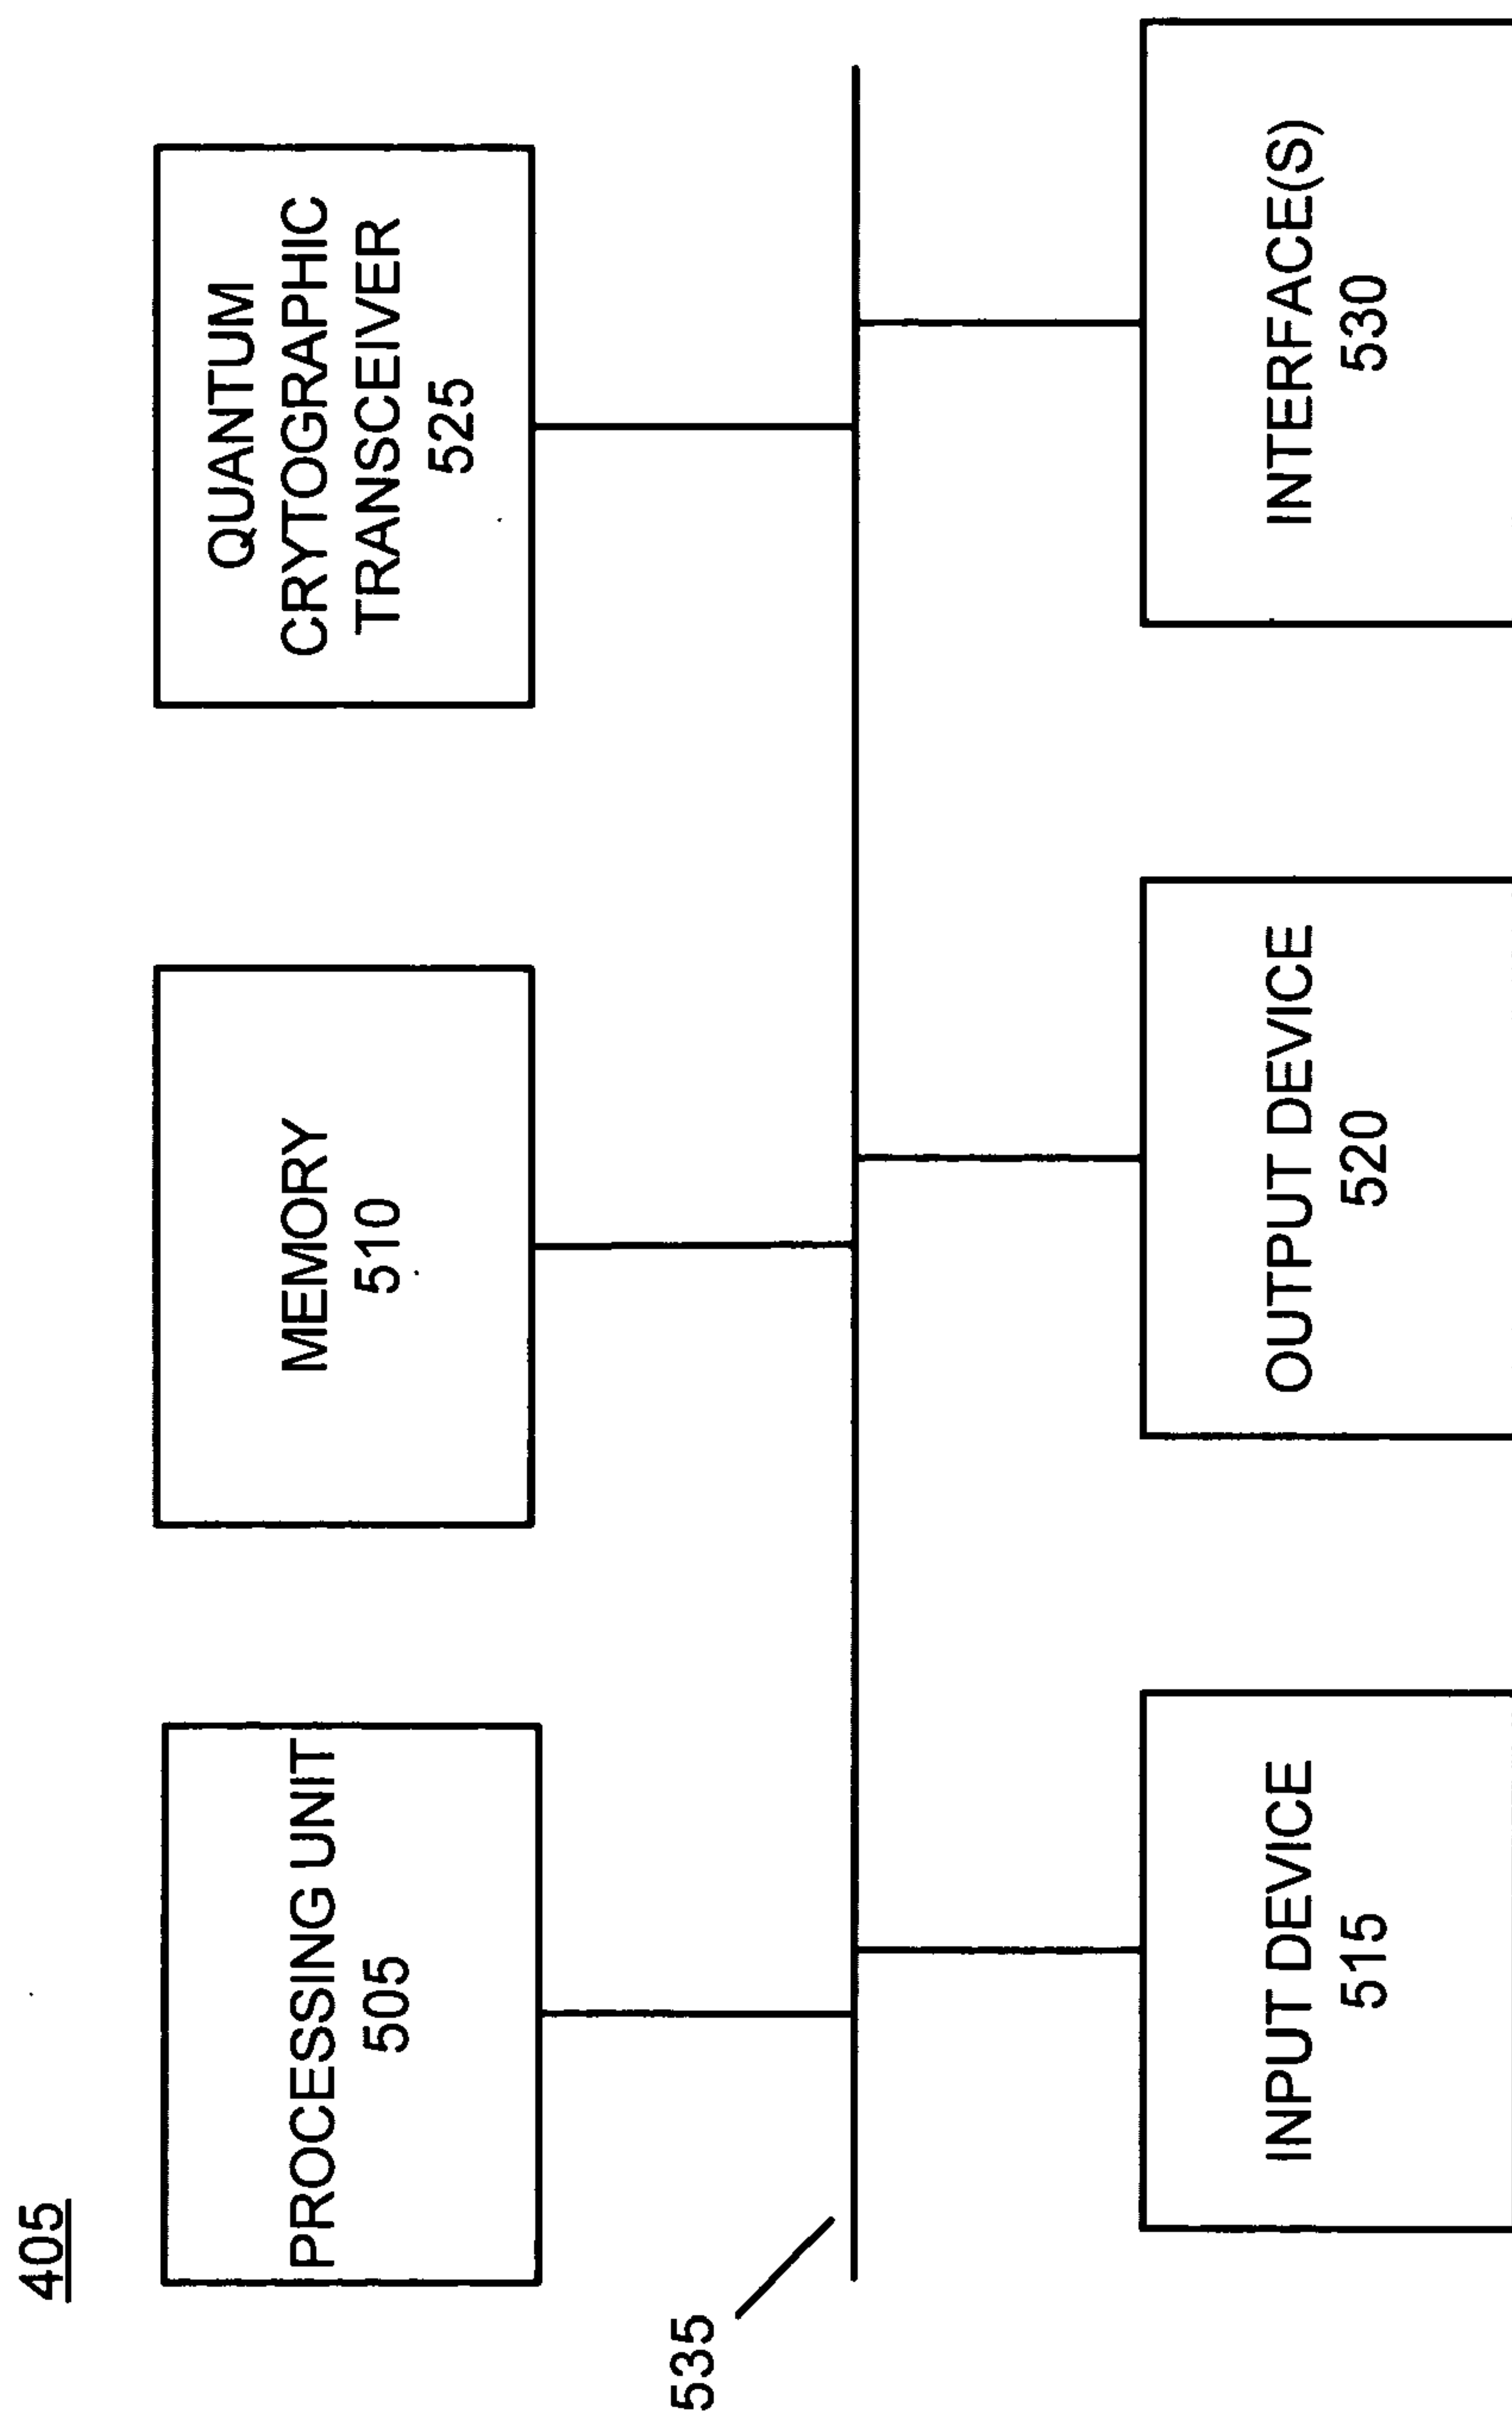 405
PROCESSING UNIT
505
MEMORY
510
QUANTUM
CRYTOGRAPHIC
TRANSCEIVER
525
535
INPUT DEVICE
515
OUTPUT DEVICE
520
INTERFACE(S)
530